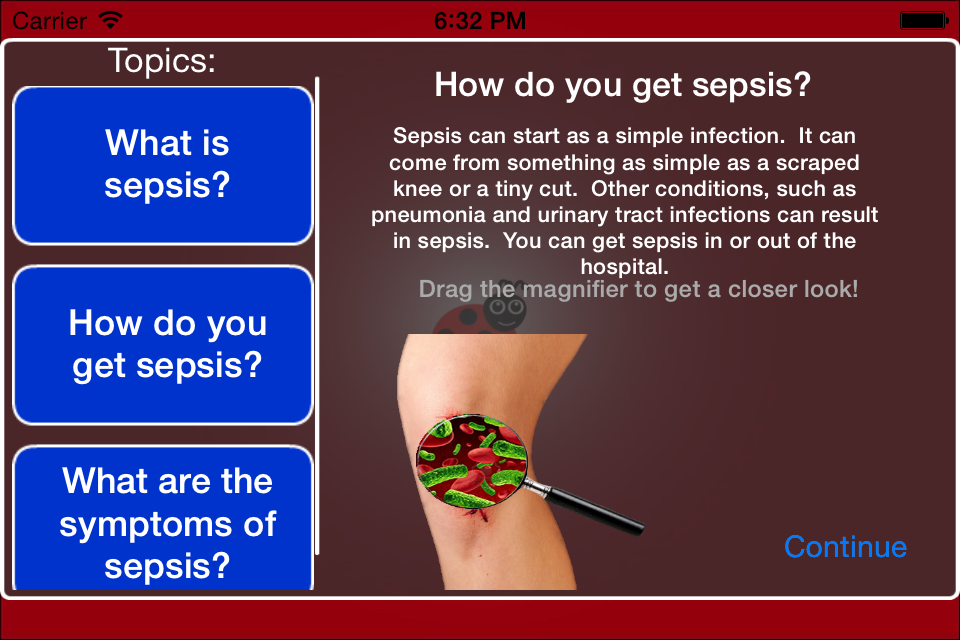 Carrier
6:32 PM
Topics:
What is
sepsis?
How do you
get sepsis?
What are the
symptoms of
sepsis?
How do you get sepsis?
Sepsis can start as a simple infection.  It can
come from something as simple as a scraped
knee or a tiny cut.  Other conditions, such as
pneumonia and urinary tract infections can result
in sepsis.  You can get sepsis in or out of the
hospital.
Drag the magnifier to get a closer look!
Continue